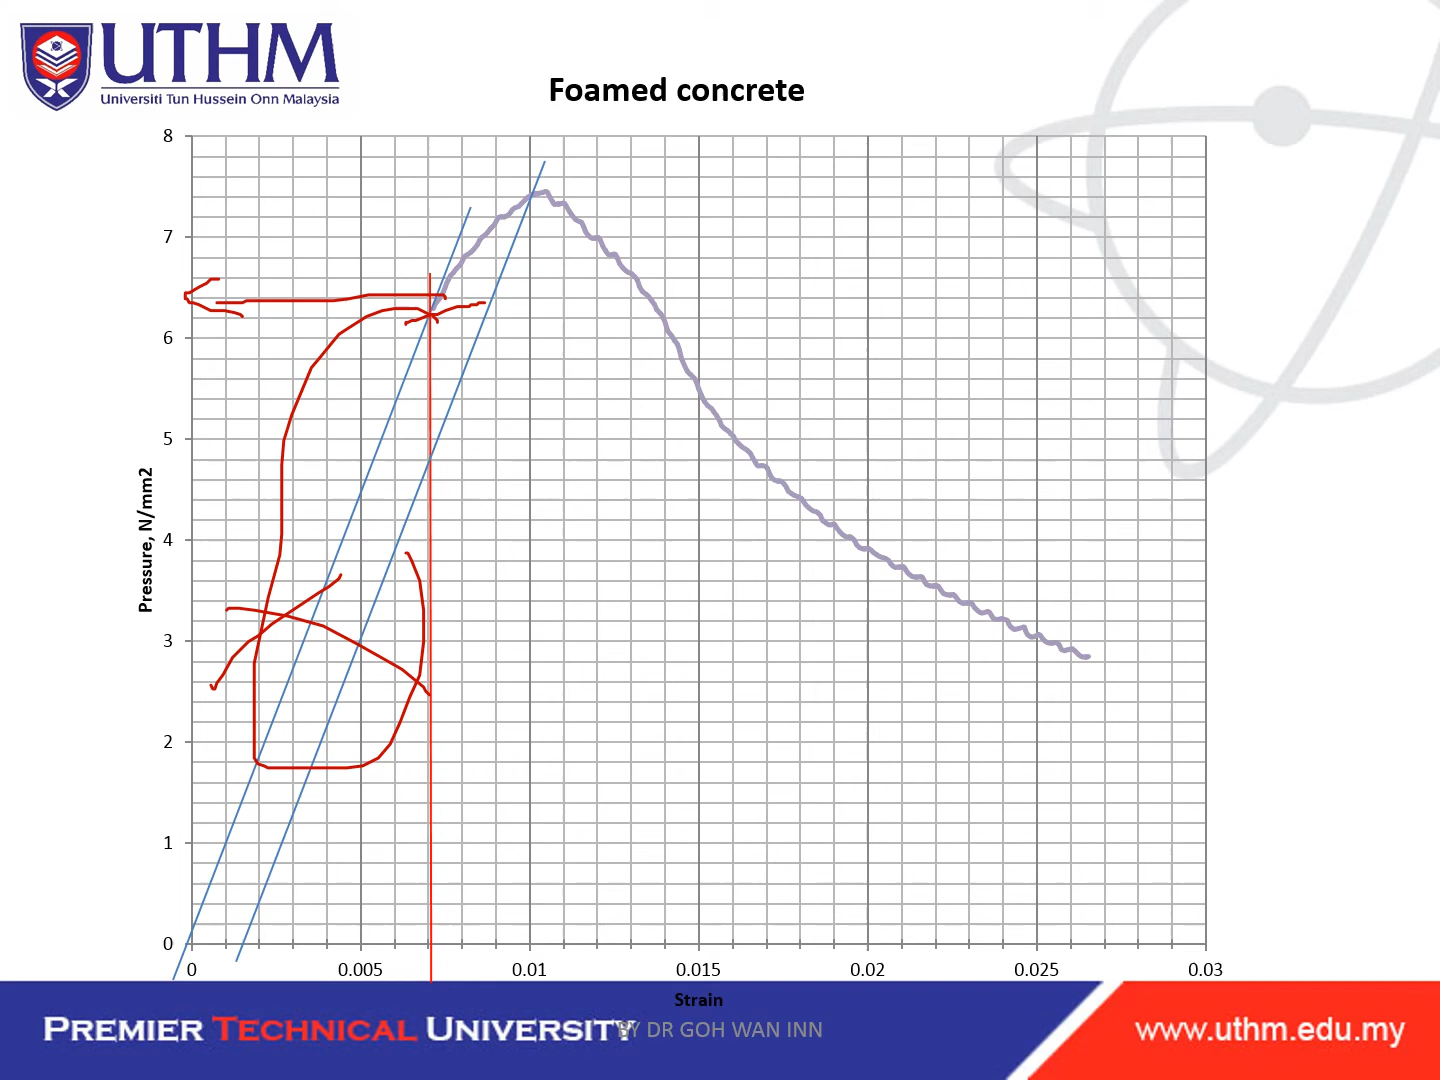 UTHM
Universiti Tun Hussein Onn Malaysia
Foamed concrete
8
7
6
5
4
3
2
1
0
Pressure, N/mm2
0 0.005 0.01 0.015 0.02 0.025 0.03
Strain
BY DR GOH WAN INN
PREMIER TECHNICAL UNIVERSITY
www.uthm.edu.my